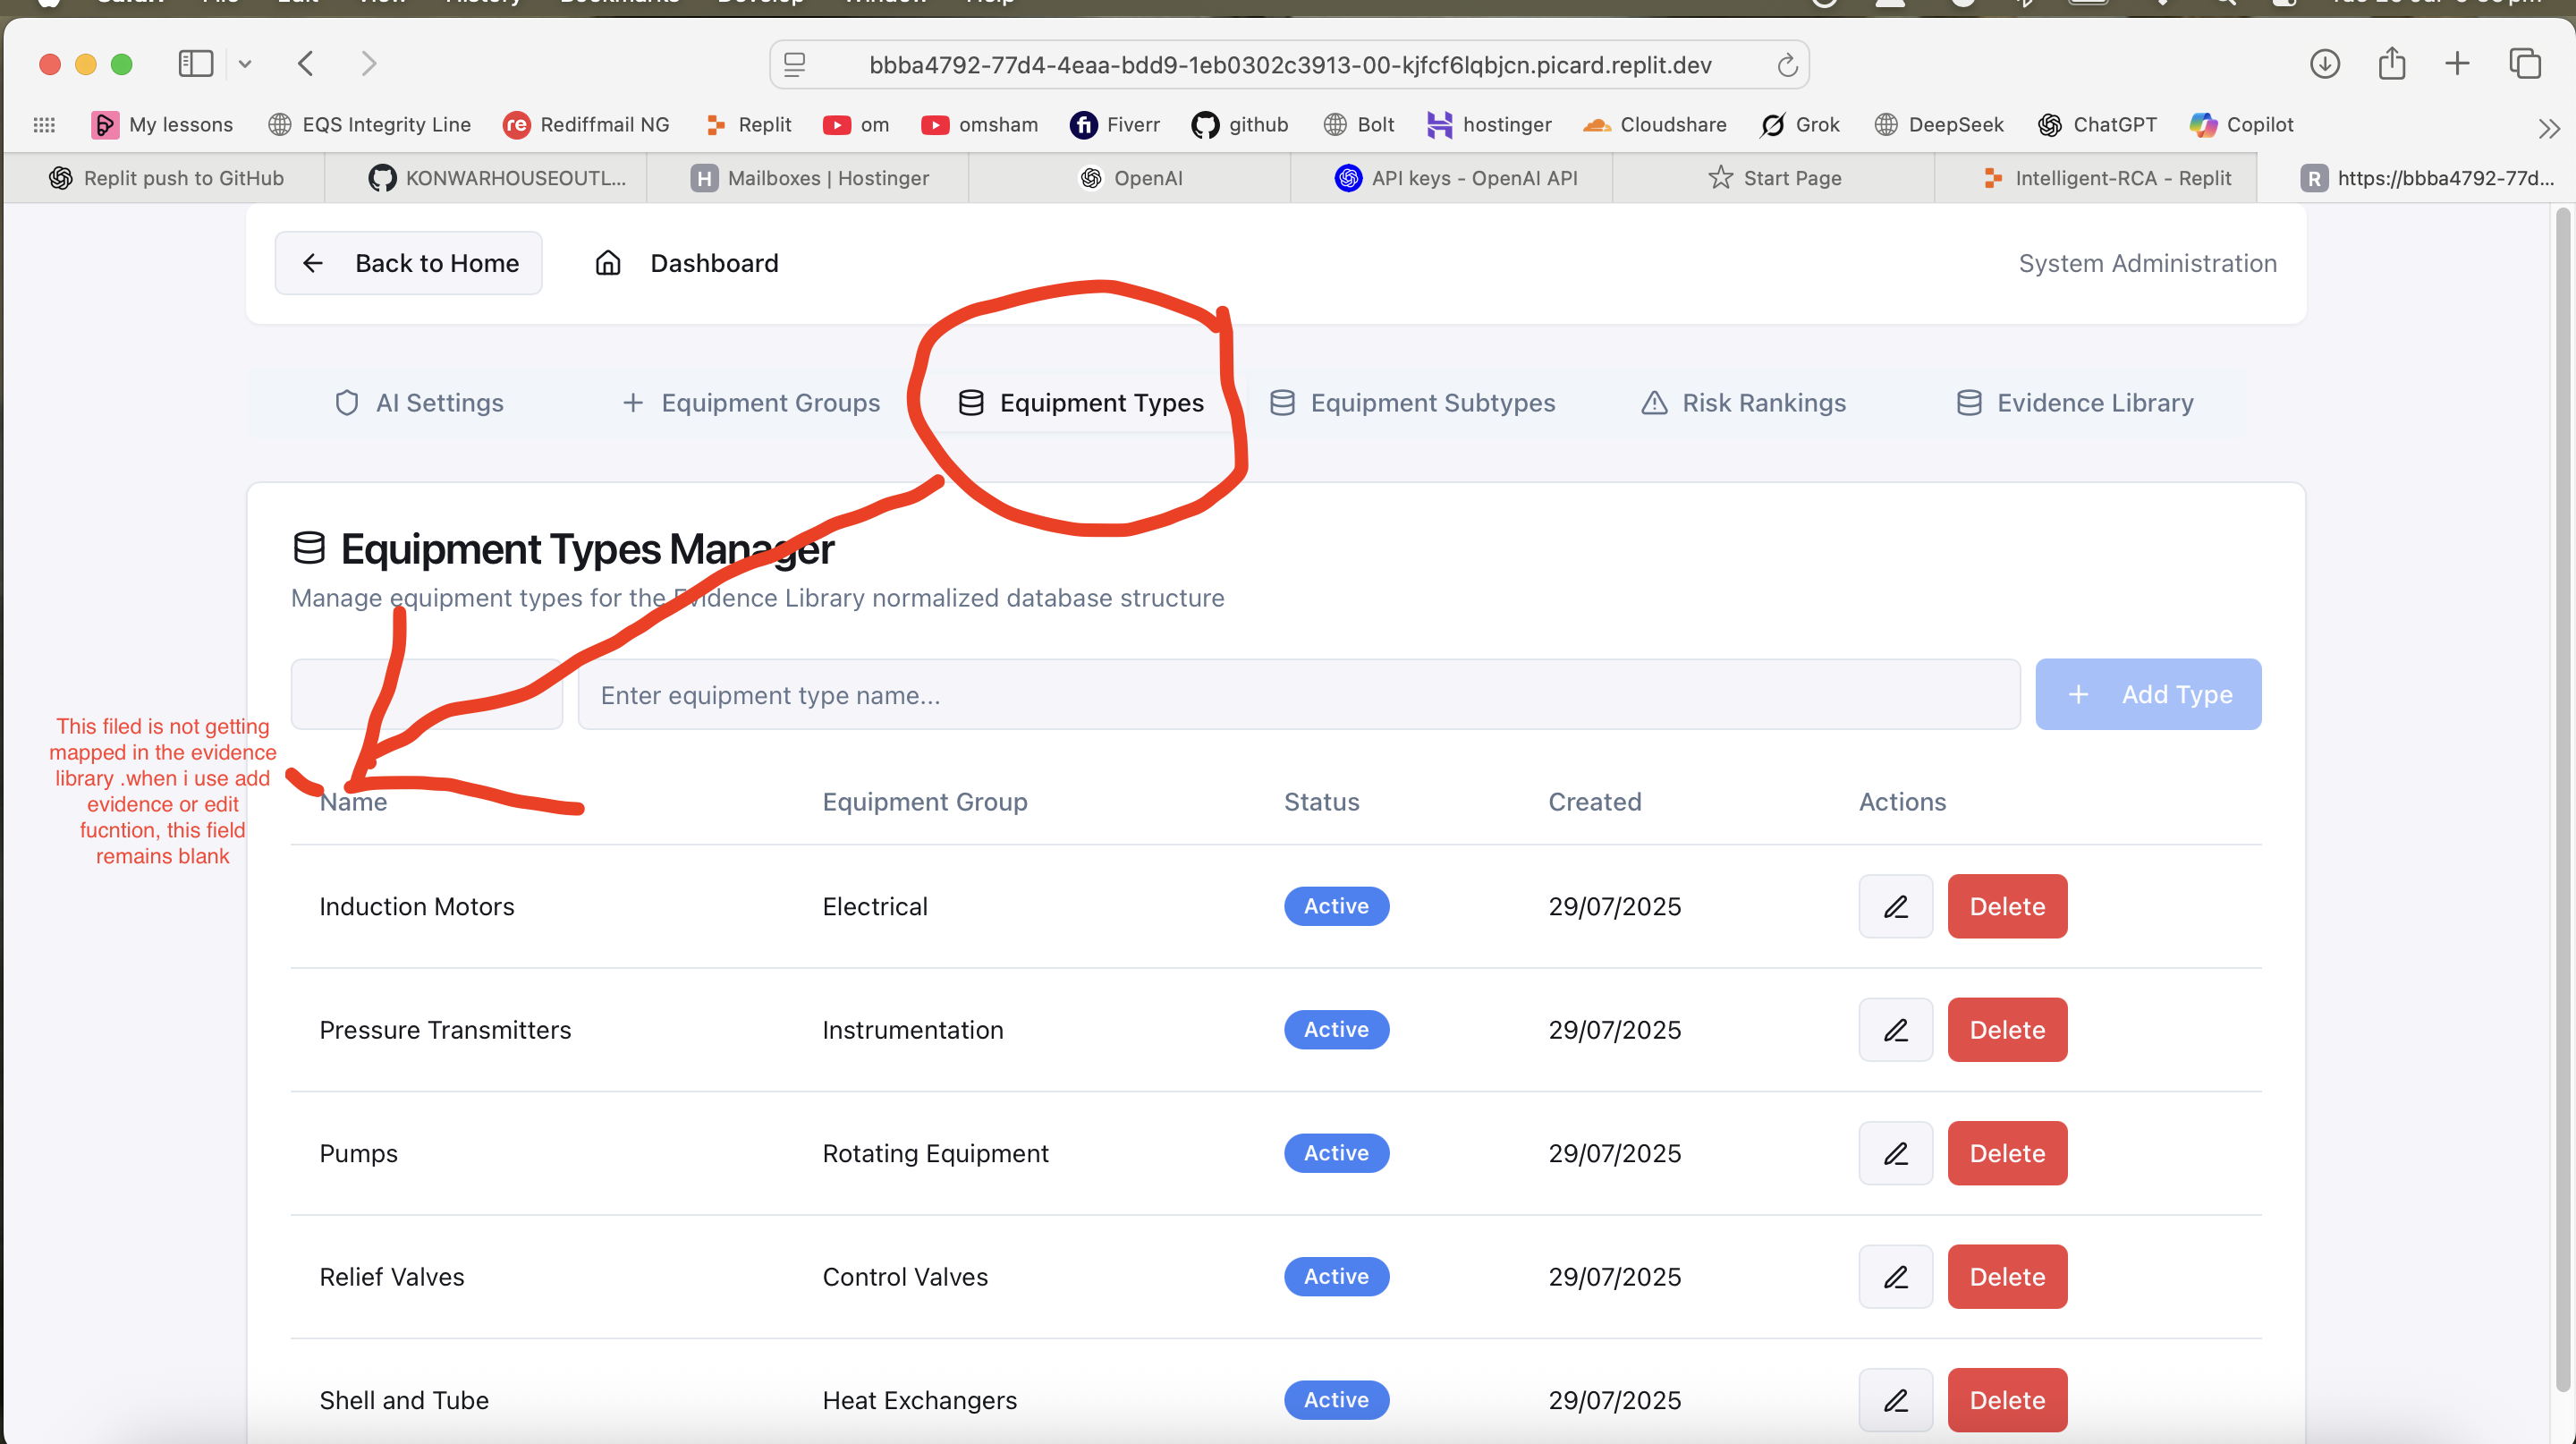 bbba4792-77d4-4eaa-bdd9-1eb0302c3913-00-kjfcf6lqbjcn.picard.replit.dev
My lessons
EQS Integrity Line
re
Rediffmail NG
Replit
om
omsham
fi
Fiverr
github
Bolt
hostinger
Cloudshare
Grok
DeepSeek
ChatGPT
Copilot
Replit push to GitHub
KONWARHOUSEOUTL...
H
Mailboxes | Hostinger
OpenAI
API keys - OpenAI API
Start Page
Intelligent-RCA - Replit
R
https://bbba4792-77d...
Back to Home
Dashboard
System Administration
AI Settings
Equipment Groups
Equipment Types
Equipment Subtypes
Risk Rankings
Evidence Library
Equipment Types Manager
Manage equipment types for the Evidence Library normalized database structure
Enter equipment type name...
Add Type
This filed is not getting
mapped in the evidence
library .when i use add
evidence or edit
fucntion, this field
remains blank
Name
Equipment Group
Status
Created
Actions
Induction Motors
Electrical
Active
29/07/2025
Delete
Pressure Transmitters
Instrumentation
Active
29/07/2025
Delete
Pumps
Rotating Equipment
Active
29/07/2025
Delete
Relief Valves
Control Valves
Active
29/07/2025
Delete
Shell and Tube
Heat Exchangers
Active
29/07/2025
Delete